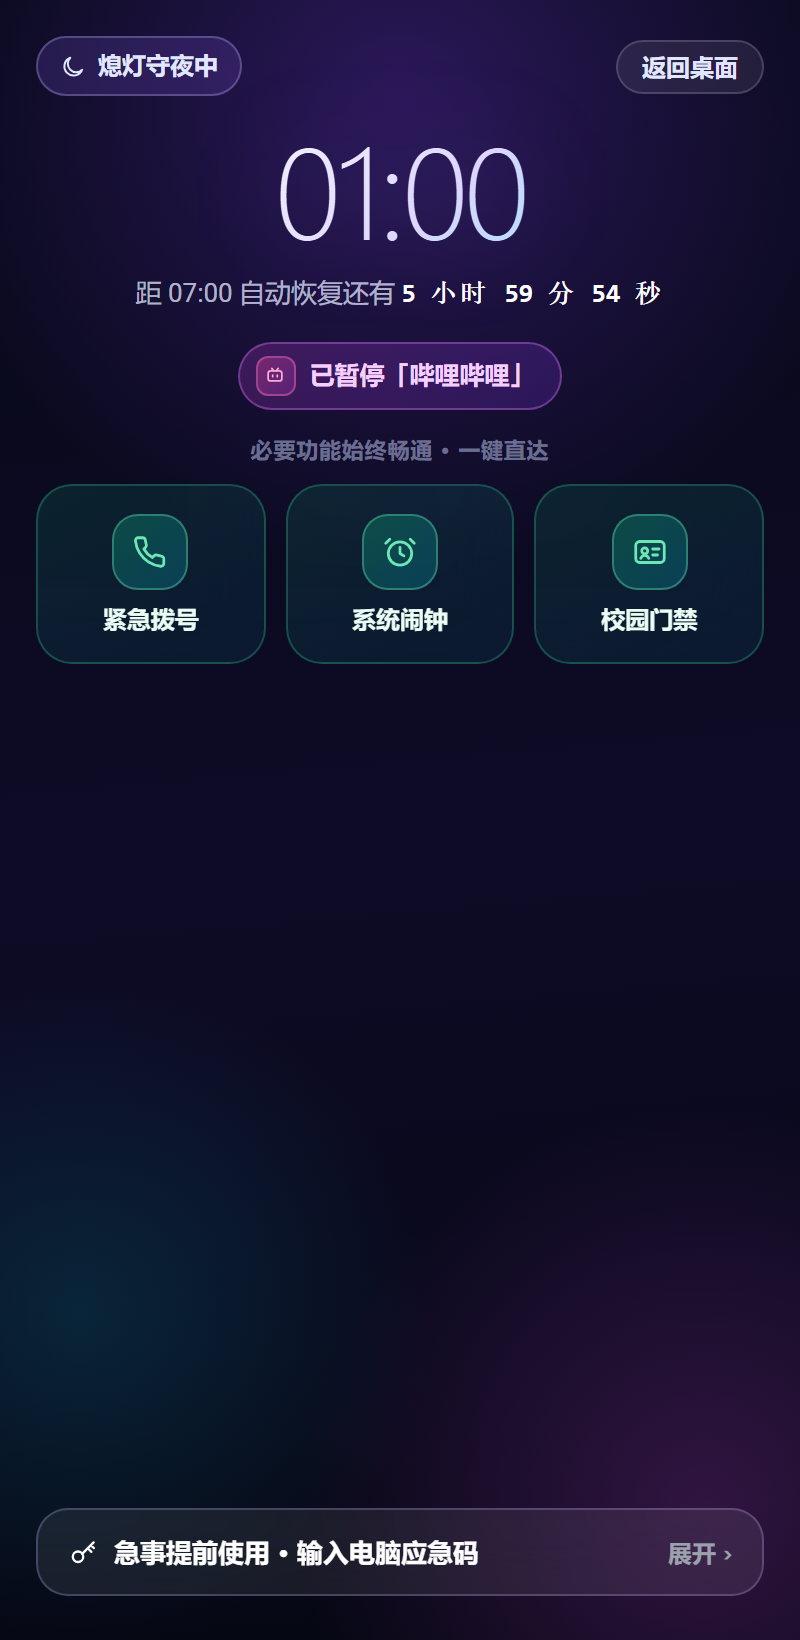 熄灯守夜中
返回桌面
01:00
距 07:00 自动恢复还有 5 小时 59 分 54 秒
已暂停「哔哩哔哩」
必要功能始终畅通 • 一键直达
紧急拨号
系统闹钟
校园门禁
急事提前使用 • 输入电脑应急码
展开 ›